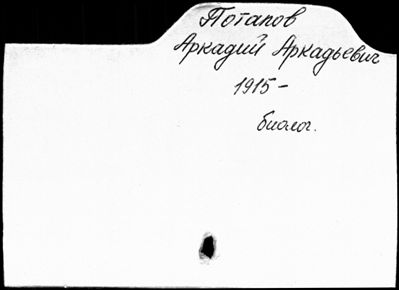 Потапов
Аркадий Аркадьевич
1915-
биолог.